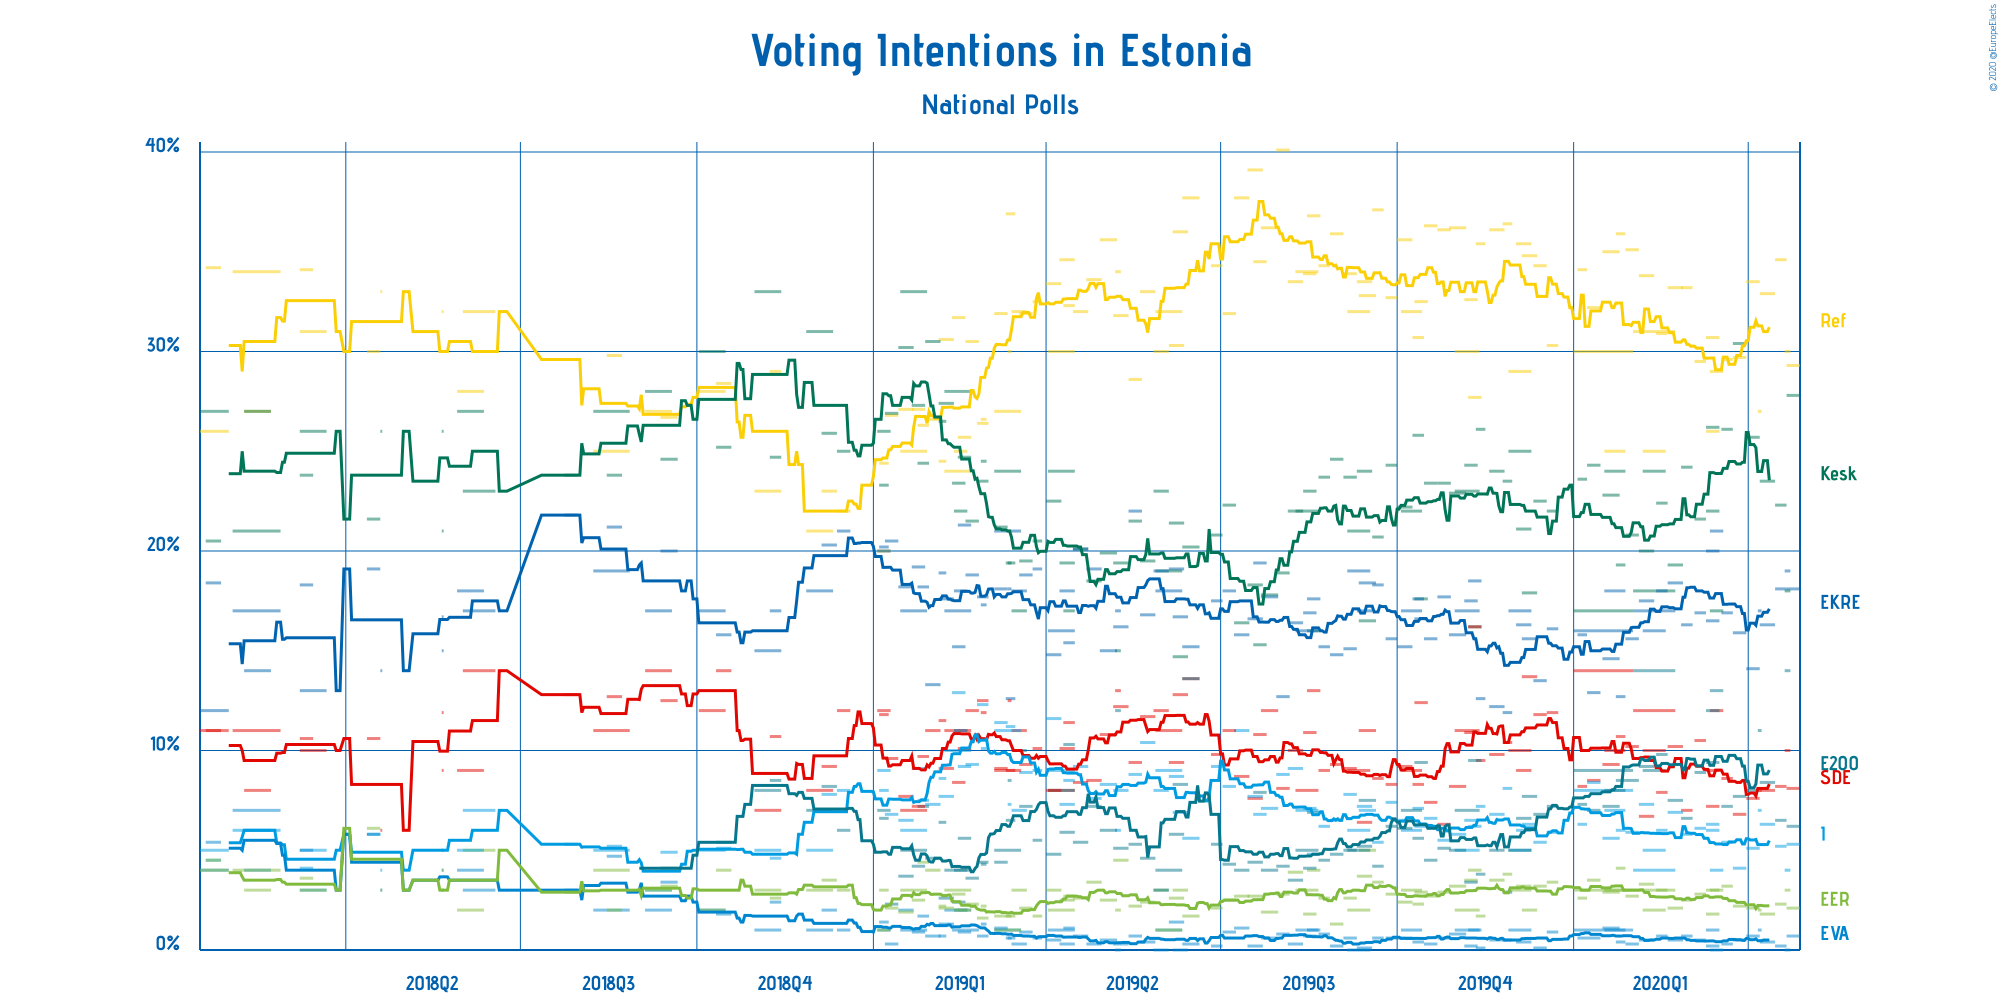 Voting Intentions in Estonia
National Polls
© 2020 @EuropeElects
40%
30%
20%
10%
0%
Ref
Kesk
EKRE
E200
SDE
1
EER
EVA
2018Q2
2018Q3
2018Q4
2019Q1
2019Q2
2019Q3
2019Q4
2020Q1